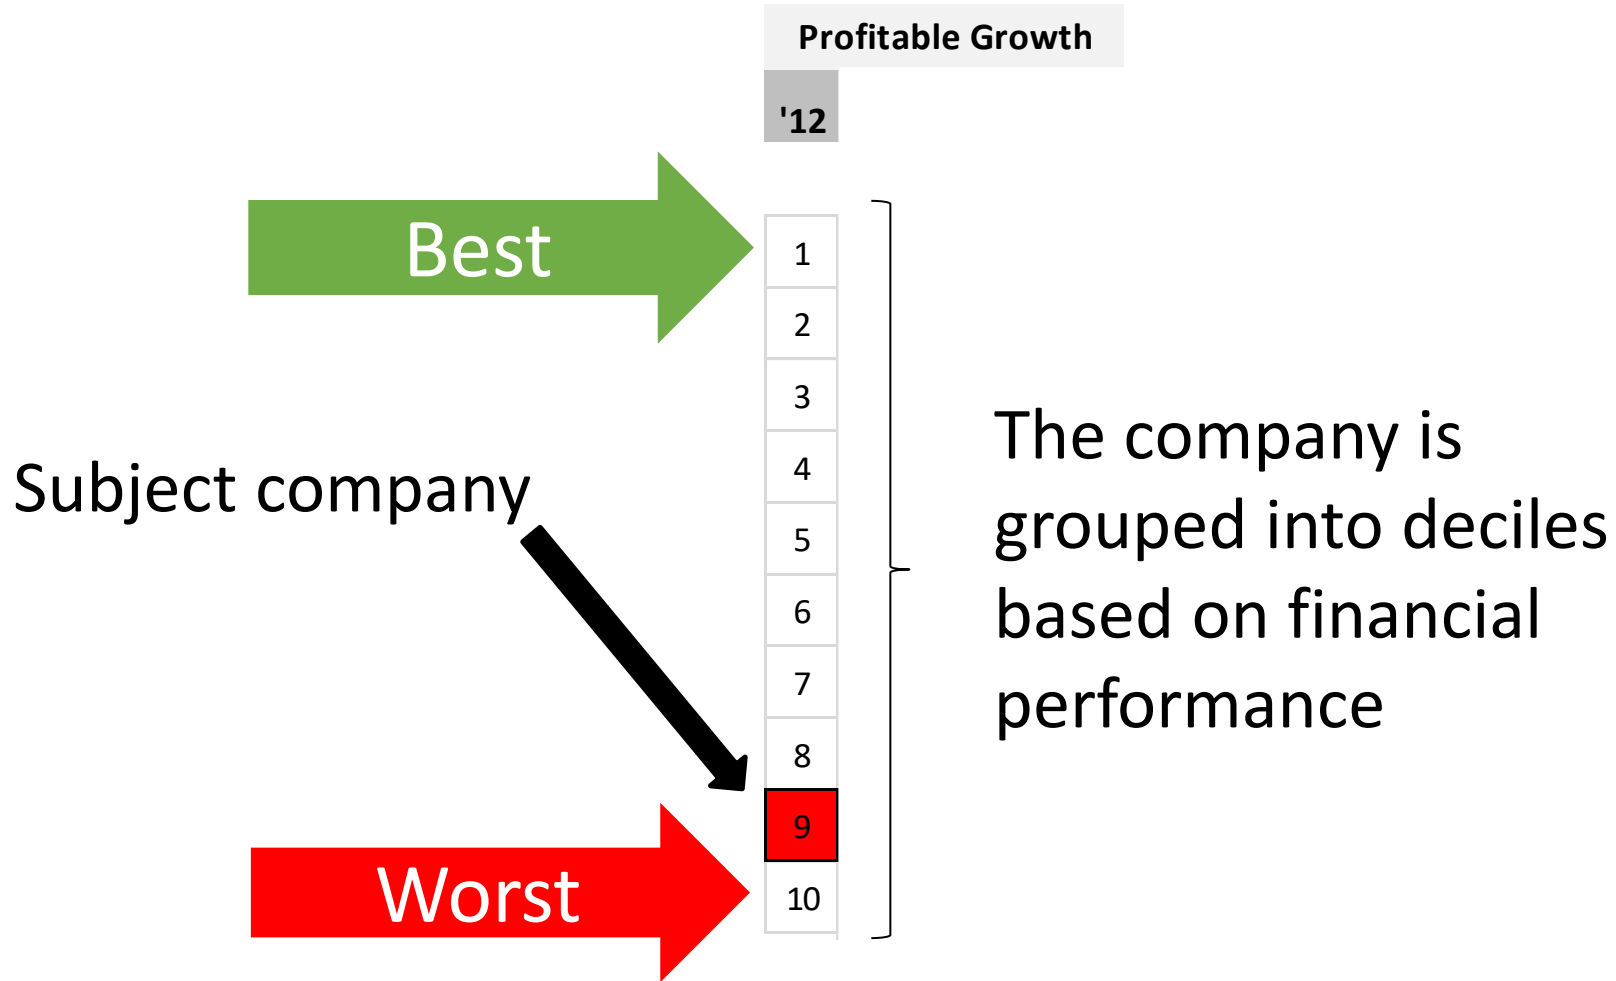 Profitable Growth
'12
Best
1
2
3
4
5
6
7
8
9
10
Subject company
Worst
The company is
grouped into deciles
based on financial
performance